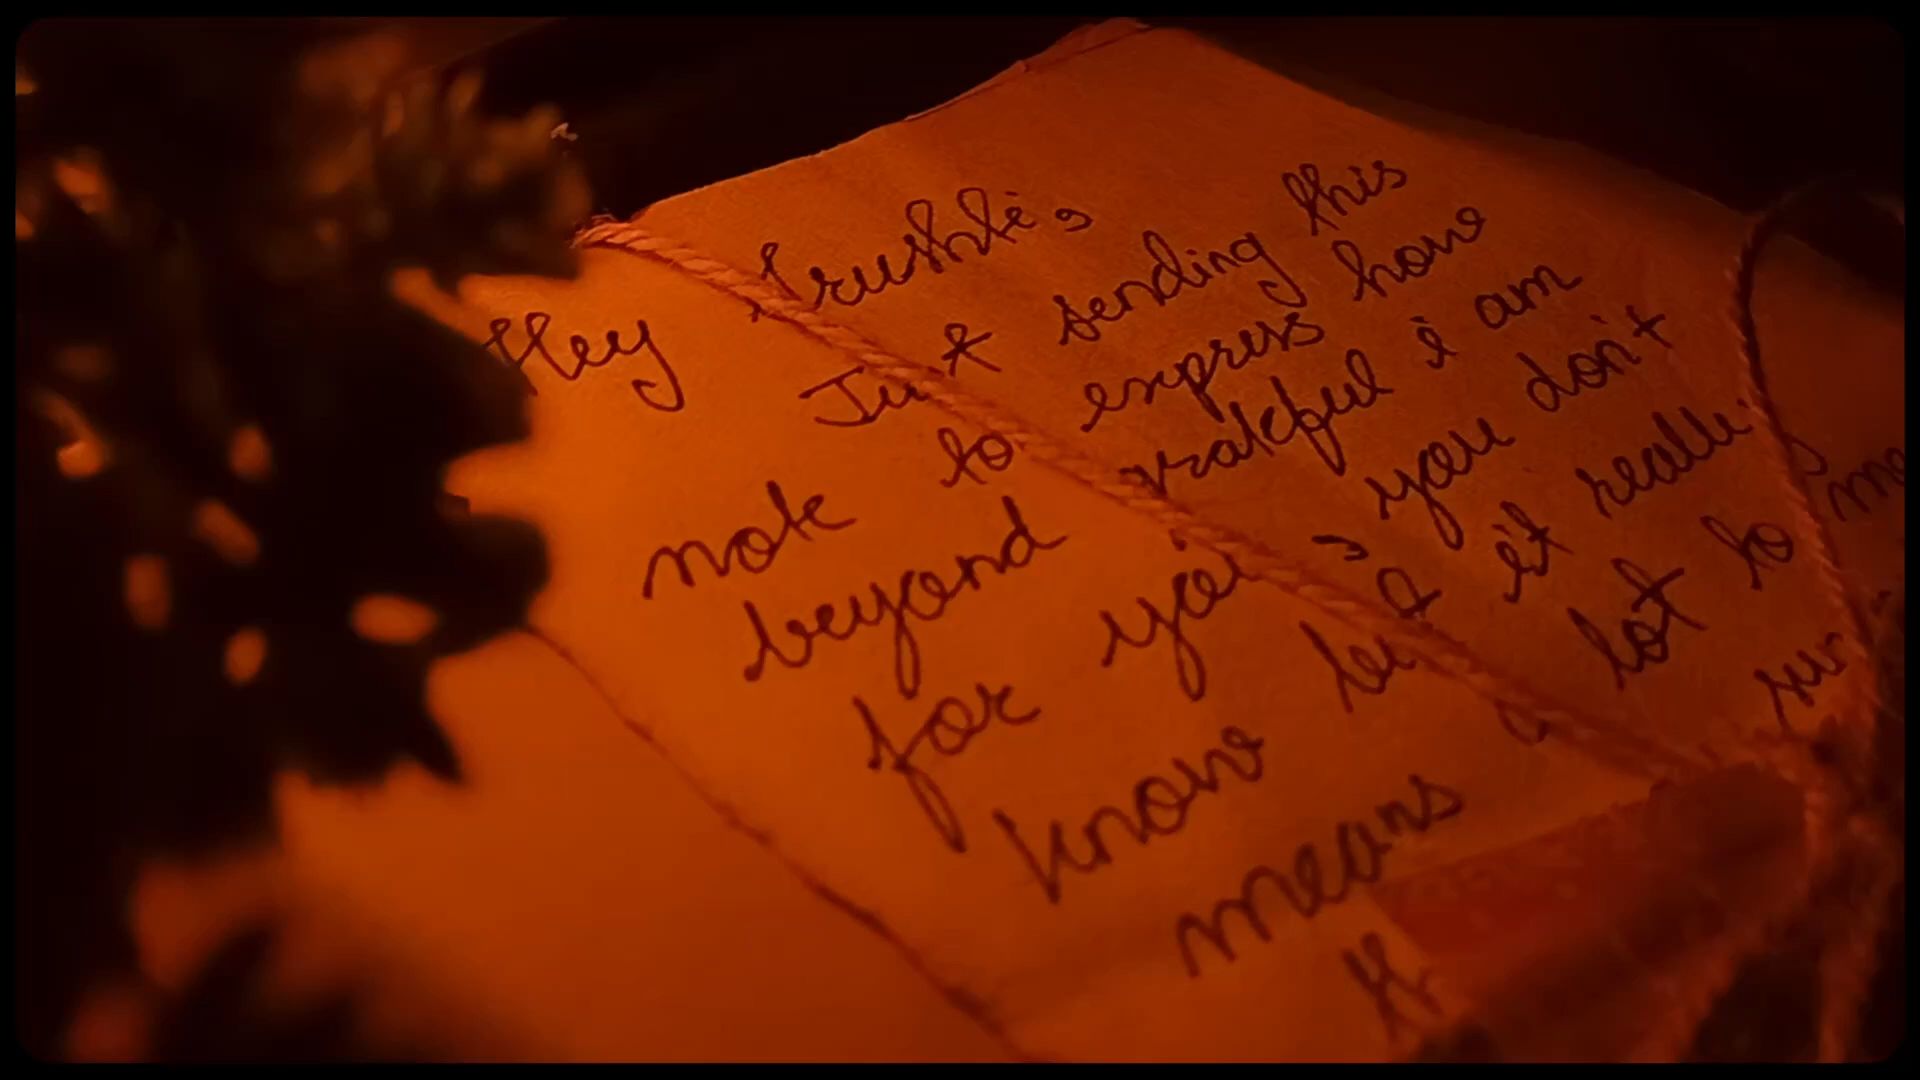 Hey
Just sending this
note to express how
beyond grateful i am
for you, you don't
know but it really
means a lot to me